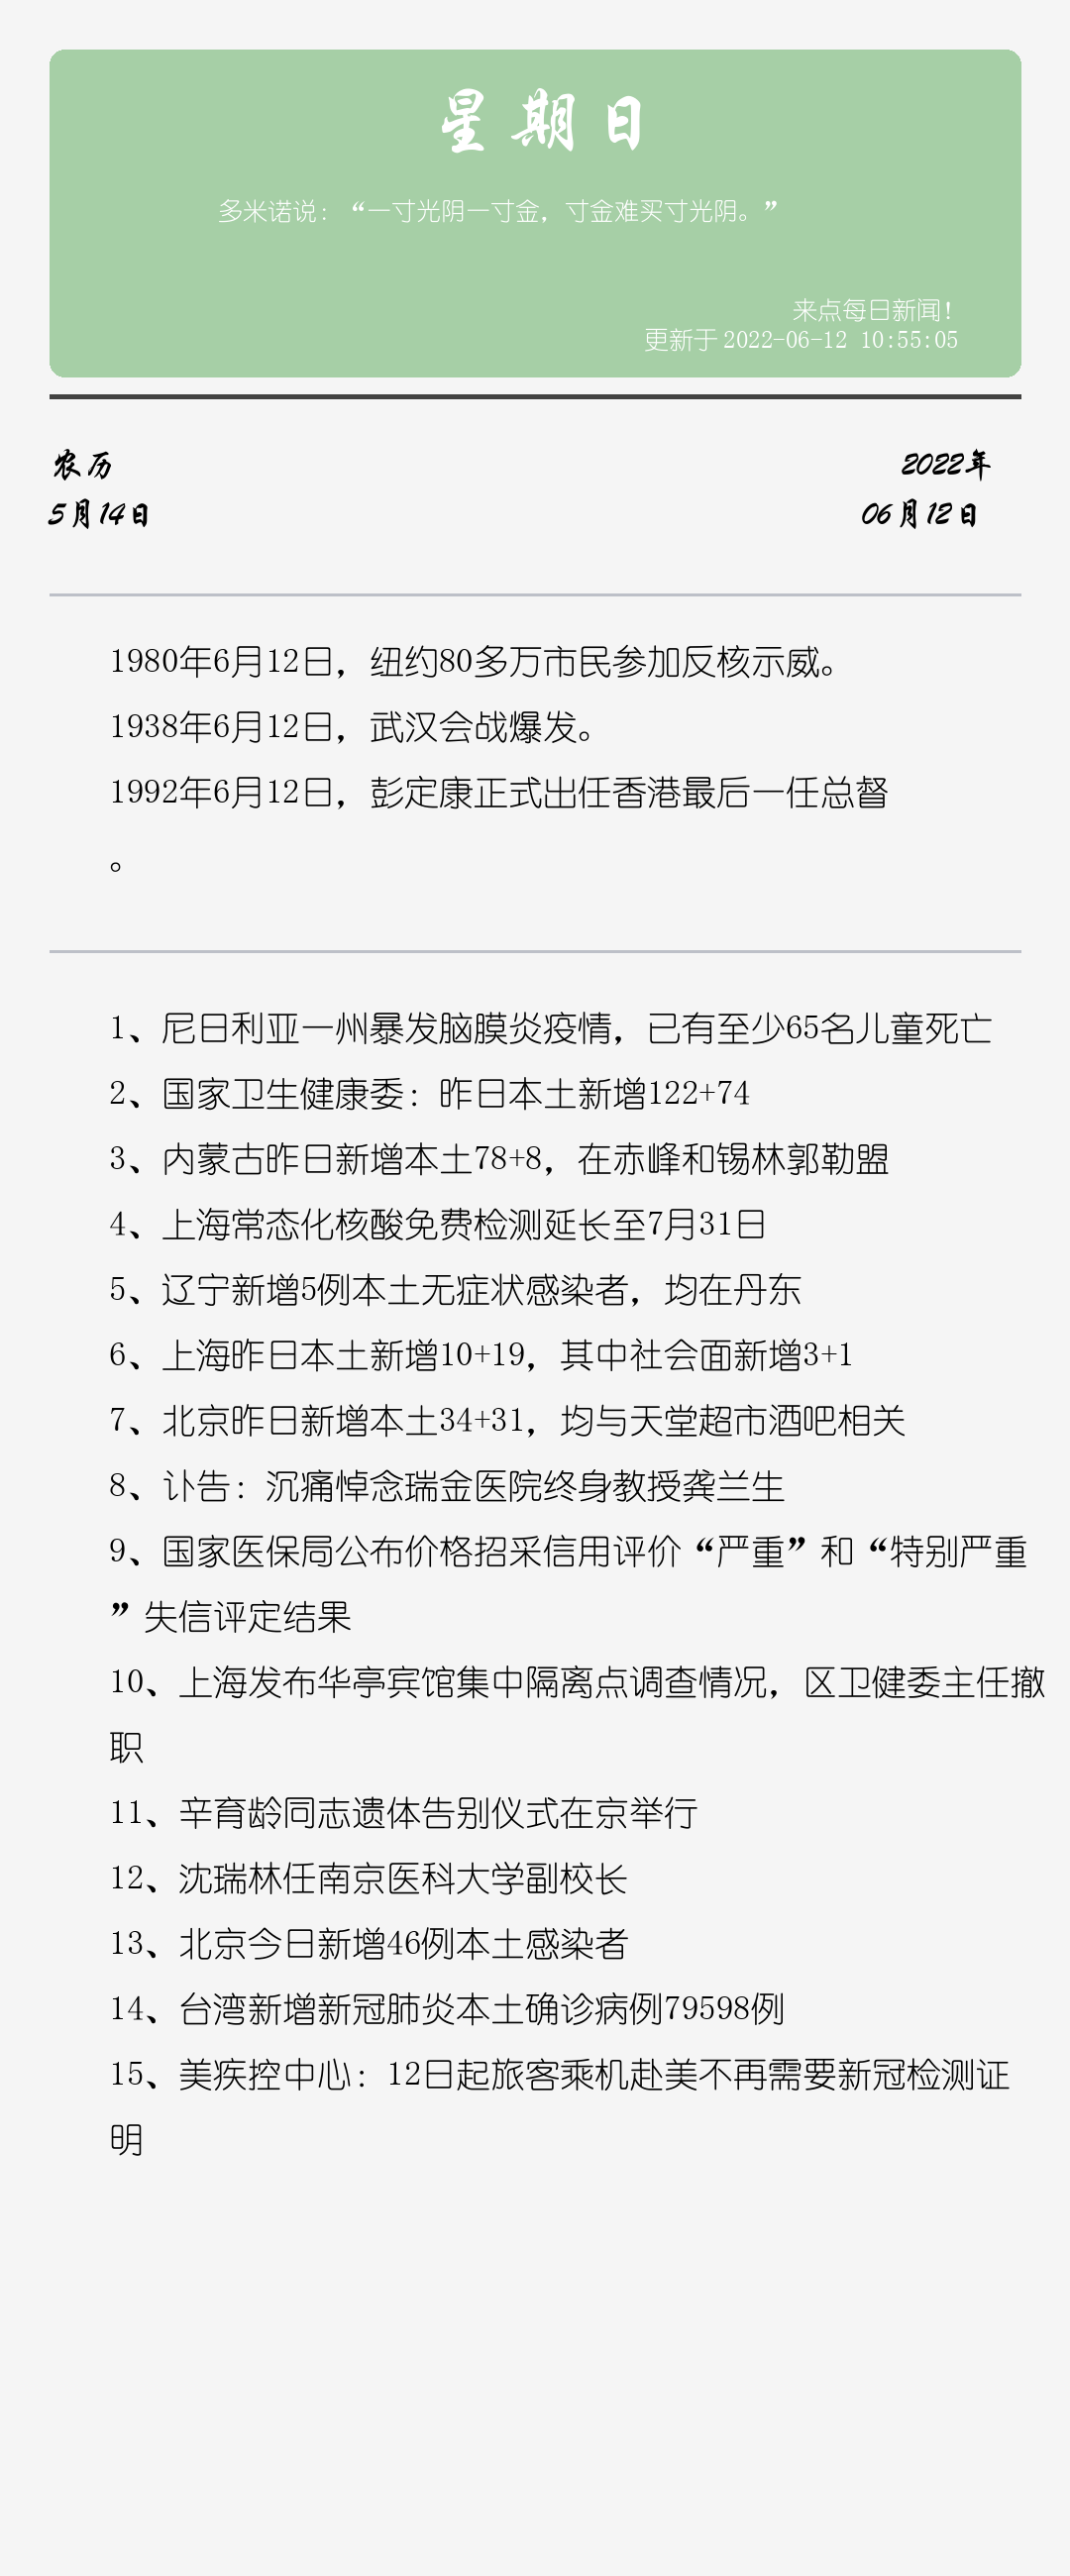 星期日
多米诺说：“一寸光阴一寸金，寸金难买寸光阴。”
来点每日新闻！
更新于 2022-06-12 10:55:05
农历
2022年
5月14日
06月12日
1980年6月12日，纽约80多万市民参加反核示威。
1938年6月12日，武汉会战爆发。
1992年6月12日，彭定康正式出任香港最后一任总督
。
1、尼日利亚一州暴发脑膜炎疫情，已有至少65名儿童死亡
2、国家卫生健康委：昨日本土新增122+74
3、内蒙古昨日新增本土78+8，在赤峰和锡林郭勒盟
4、上海常态化核酸免费检测延长至7月31日
5、辽宁新增5例本土无症状感染者，均在丹东
6、上海昨日本土新增10+19，其中社会面新增3+1
7、北京昨日新增本土34+31，均与天堂超市酒吧相关
8、讣告：沉痛悼念瑞金医院终身教授龚兰生
9、国家医保局公布价格招采信用评价“严重”和“特别严重
”失信评定结果
10、上海发布华亭宾馆集中隔离点调查情况，区卫健委主任撤
职
11、辛育龄同志遗体告别仪式在京举行
12、沈瑞林任南京医科大学副校长
13、北京今日新增46例本土感染者
14、台湾新增新冠肺炎本土确诊病例79598例
15、美疾控中心：12日起旅客乘机赴美不再需要新冠检测证
明